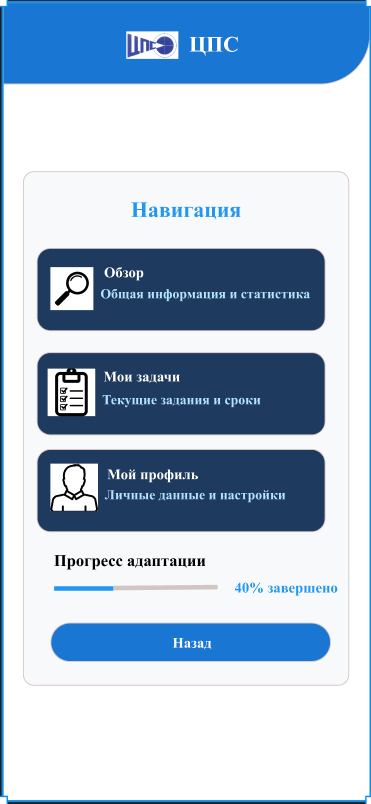 ЦПС ЦПС
Навигация
Обзор
Общая информация и статистика
Мои задачи
Текущие задания и сроки
Мой профиль
Личные данные и настройки
Прогресс адаптации
40% завершено
Назад